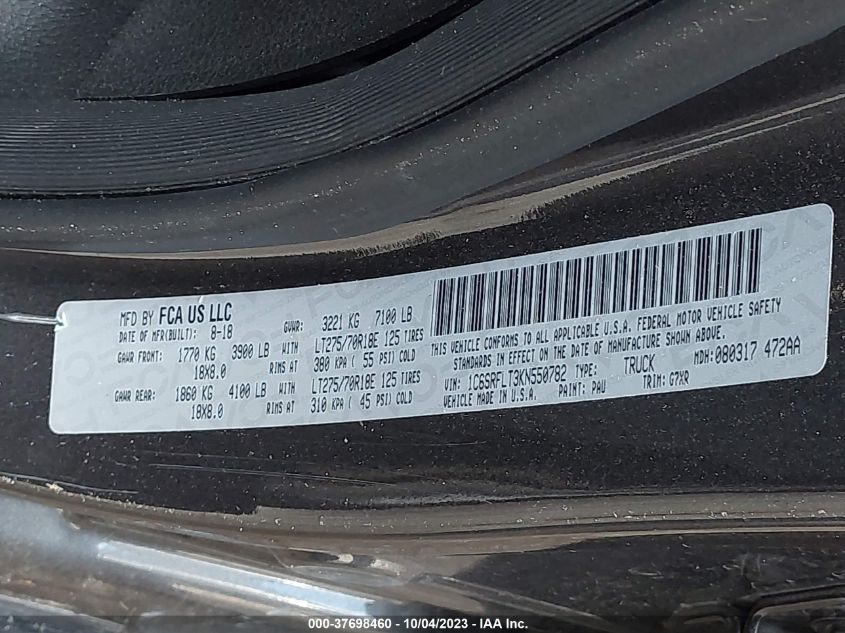 MFD BY FCA US LLC
DATE OF MFR(BUILT): 8-18 GVWR: 3221 KG 7100 LB
GAWR FRONT: 1770 KG 3900 LB WITH LT275/70R18E 125 TIRES
18X8.0 RIMS AT 380 KPA ( 55 PSI) COLD
GAWR REAR: 1860 KG 4100 LB WITH LT275/70R18E 125 TIRES
18X8.0 RIMS AT 310 KPA ( 45 PSI) COLD
THIS VEHICLE CONFORMS TO ALL APPLICABLE U.S.A. FEDERAL MOTOR VEHICLE SAFETY
STANDARDS IN EFFECT ON THE DATE OF MANUFACTURE SHOWN ABOVE.
VIN: 1C6SRFLT3KN550782 TYPE: TRUCK MDH: 080317 472AA
VEHICLE MADE IN U.S.A. PAINT: PAU TRIM: G7XR
000-37698460 - 10/04/2023 - IAA Inc.